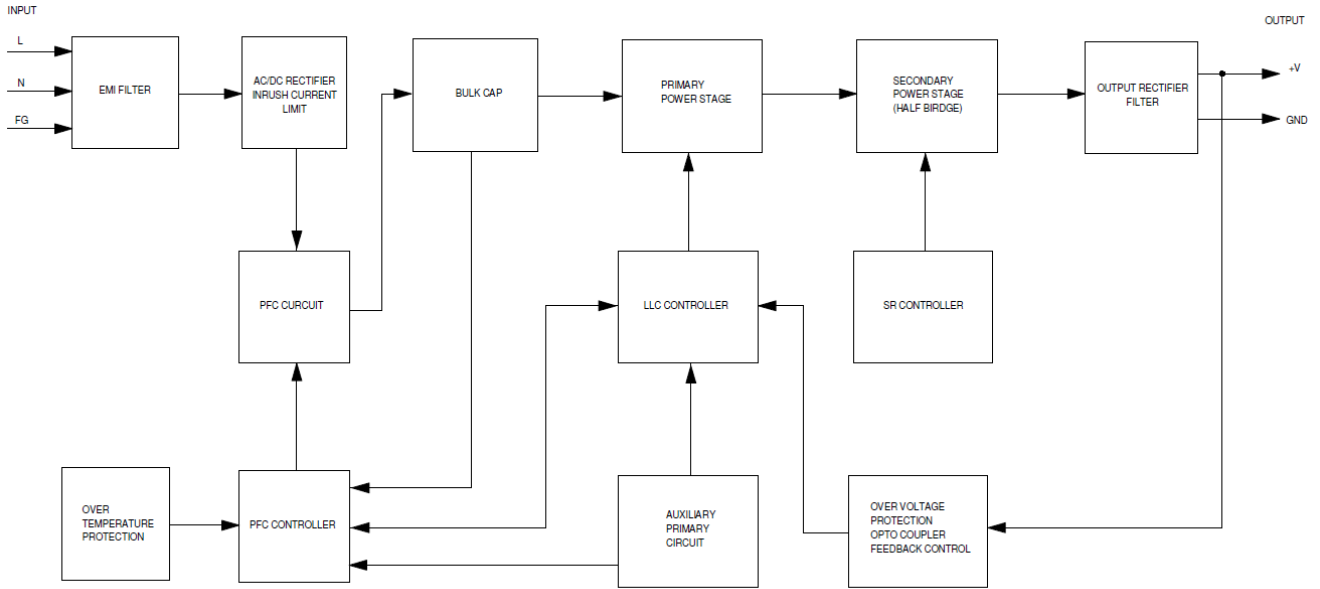 INPUT
OUTPUT
L
N
FG
EMI FILTER
AC/DC RECTIFIER
INRUSH CURRENT
LIMIT
BULK CAP
PRIMARY
POWER STAGE
SECONDARY
POWER STAGE
(HALF BIRDGE)
OUTPUT RECTIFIER
FILTER
+V
GND
PFC CURCUIT
LLC CONTROLLER
SR CONTROLLER
OVER
TEMPERATURE
PROTECTION
PFC CONTROLLER
AUXILIARY
PRIMARY
CIRCUIT
OVER VOLTAGE
PROTECTION
OPTO COUPLER
FEEDBACK CONTROL